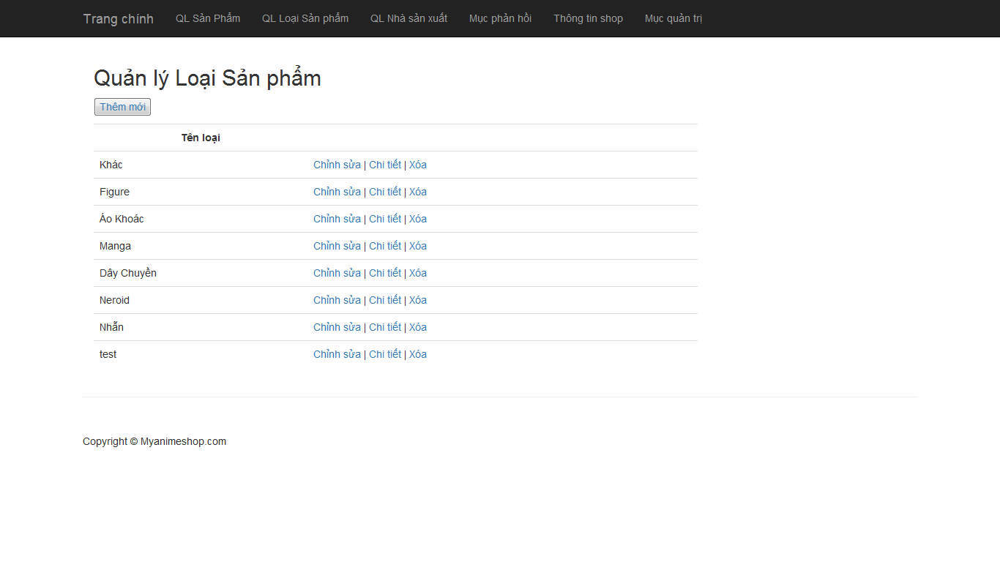 Trang chính QL Sản Phẩm QL Loại Sản phẩm QL Nhà sản xuất Mục phản hồi Thông tin shop Mục quản trị
Quản lý Loại Sản phẩm
Thêm mới
Tên loại
Khác Chỉnh sửa | Chi tiết | Xóa
Figure Chỉnh sửa | Chi tiết | Xóa
Áo Khoác Chỉnh sửa | Chi tiết | Xóa
Manga Chỉnh sửa | Chi tiết | Xóa
Dây Chuyền Chỉnh sửa | Chi tiết | Xóa
Neroid Chỉnh sửa | Chi tiết | Xóa
Nhẫn Chỉnh sửa | Chi tiết | Xóa
test Chỉnh sửa | Chi tiết | Xóa
Copyright © Myanimeshop.com